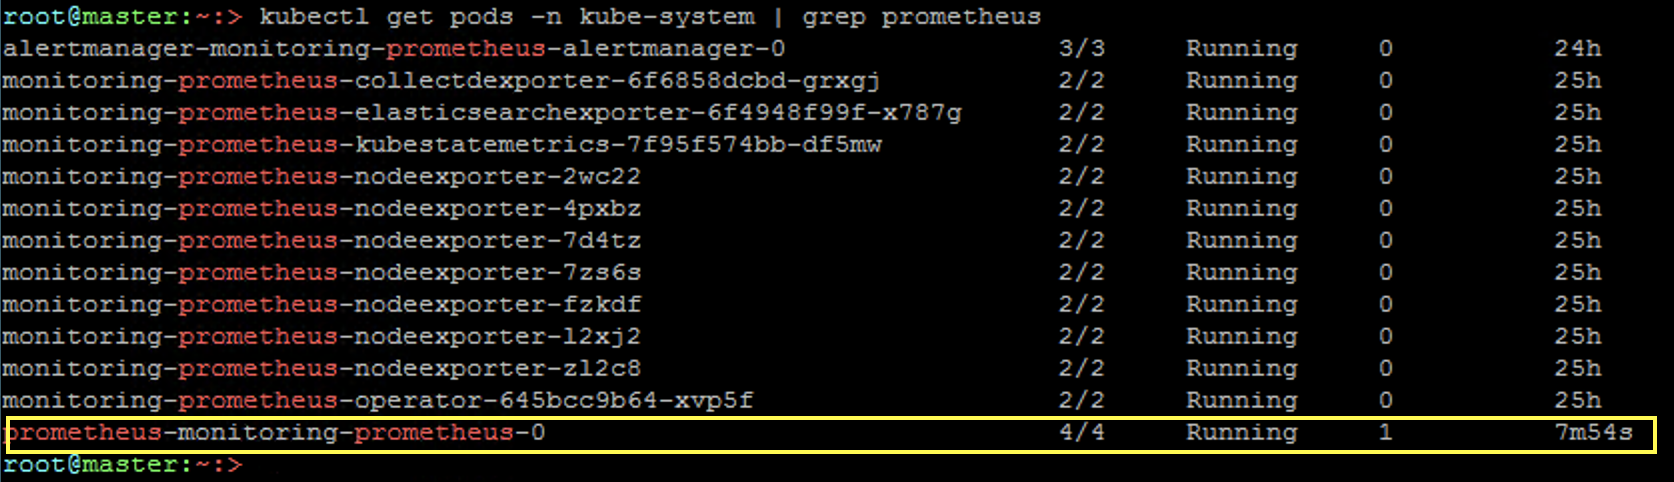 root@master:~:> kubectl get pods -n kube-system | grep prometheus
alertmanager-monitoring-prometheus-alertmanager-0 3/3 Running 0 24h
monitoring-prometheus-collectdexporter-6f6858dcbd-grxgj 2/2 Running 0 25h
monitoring-prometheus-elasticsearchexporter-6f4948f99f-x787g 2/2 Running 0 25h
monitoring-prometheus-kubestatemetrics-7f95f574bb-df5mw 2/2 Running 0 25h
monitoring-prometheus-nodeexporter-2wc22 2/2 Running 0 25h
monitoring-prometheus-nodeexporter-4pxbz 2/2 Running 0 25h
monitoring-prometheus-nodeexporter-7d4tz 2/2 Running 0 25h
monitoring-prometheus-nodeexporter-7zs6s 2/2 Running 0 25h
monitoring-prometheus-nodeexporter-fzkdf 2/2 Running 0 25h
monitoring-prometheus-nodeexporter-l2xj2 2/2 Running 0 25h
monitoring-prometheus-nodeexporter-zl2c8 2/2 Running 0 25h
monitoring-prometheus-operator-645bcc9b64-xvp5f 2/2 Running 0 25h
prometheus-monitoring-prometheus-0 4/4 Running 1 7m54s
root@master:~:>